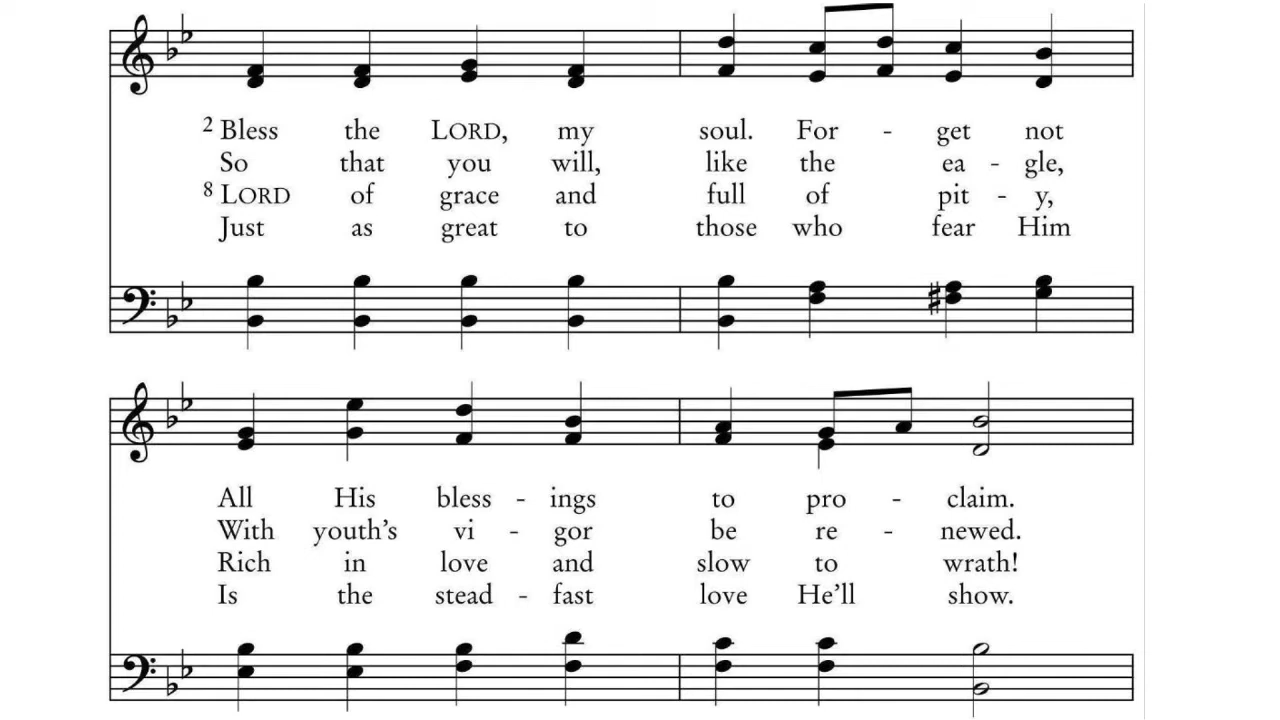 2 Bless the LORD, my soul. For - get not
So that you will, like the ea - gle,
8 LORD of grace and full of pit - y,
Just as great to those who fear Him
All His bless - ings to pro - claim.
With youth's vi - gor be re - newed.
Rich in love and slow to wrath!
Is the stead - fast love He'll show.